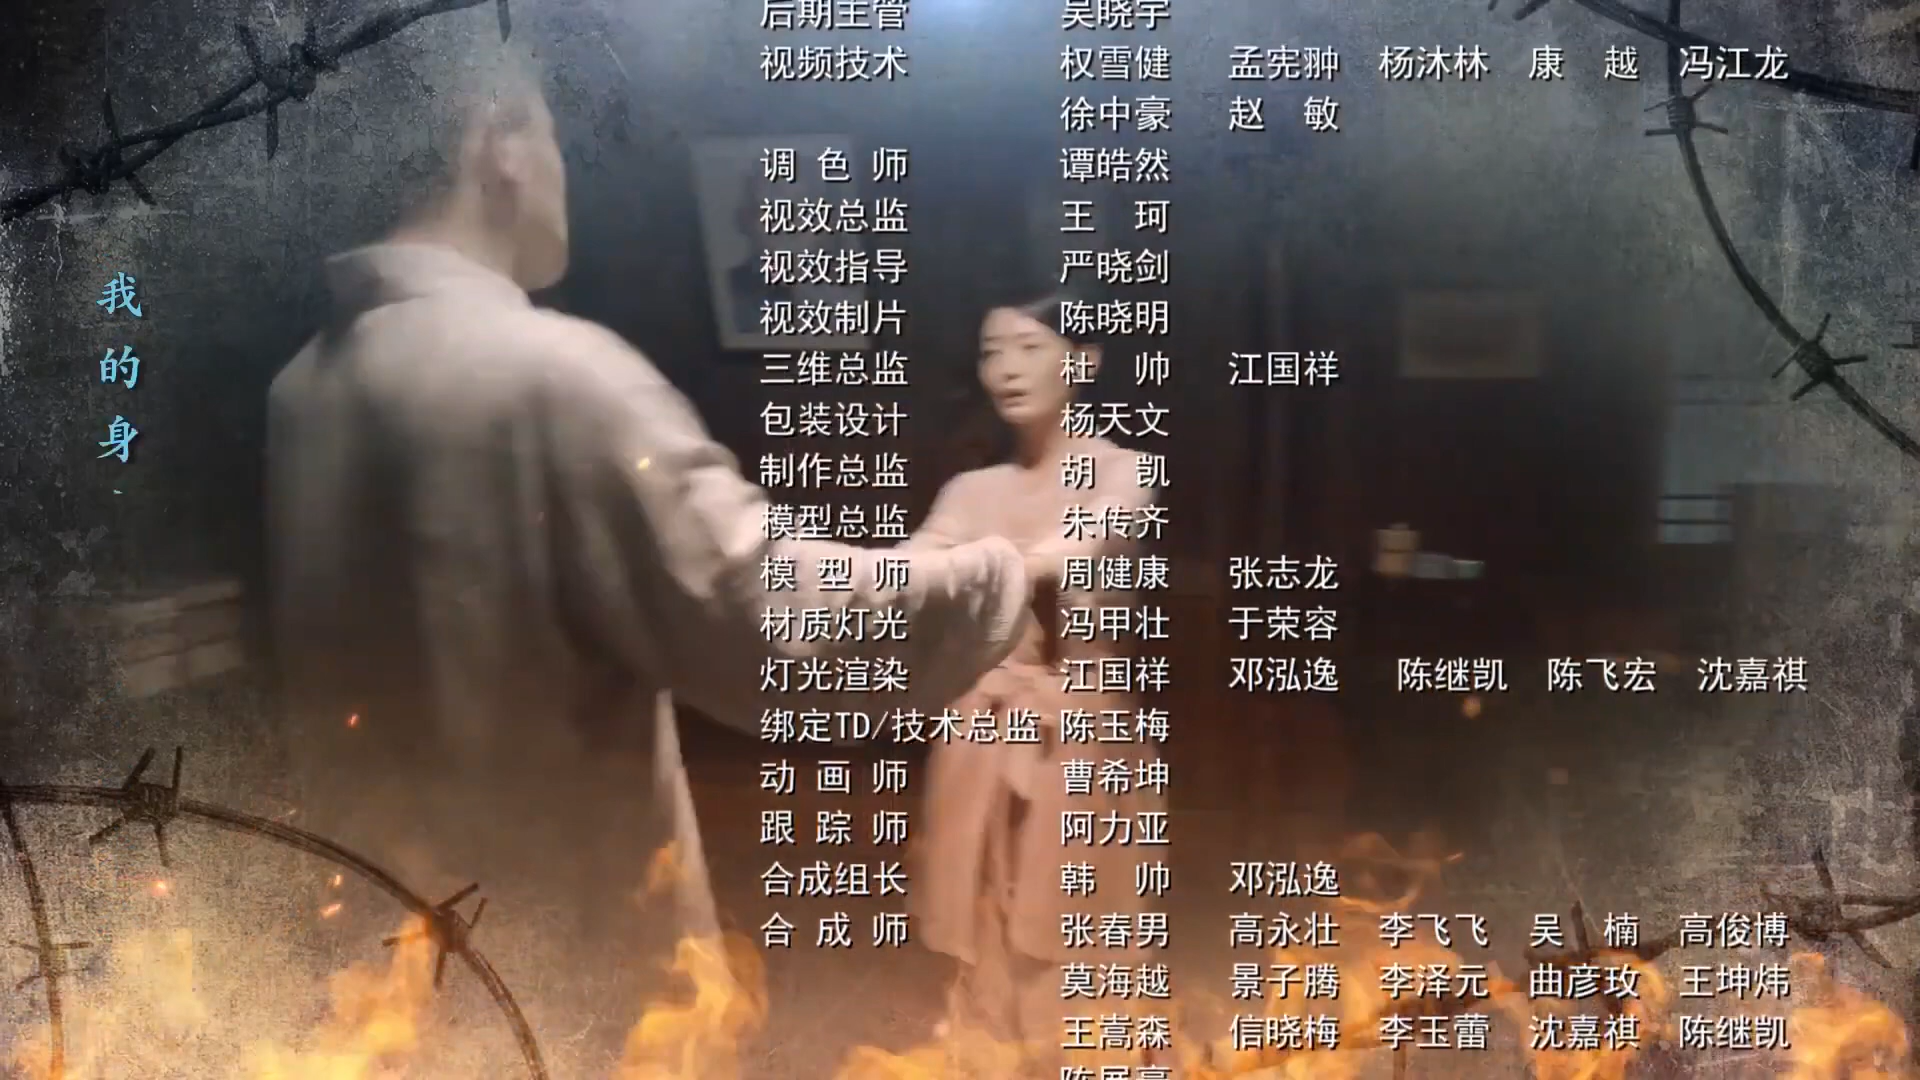 后期主管 吴晓宇
视频技术 权雪健 孟宪翀 杨沐林 康 越 冯江龙
徐中豪 赵 敏
调色师 谭皓然
视效总监 王 珂
视效指导 严晓剑
视效制片 陈晓明
三维总监 杜 帅 江国祥
包装设计 杨天文
制作总监 胡 凯
模型总监 朱传齐
模型师 周健康 张志龙
材质灯光 冯甲壮 于荣容
灯光渲染 江国祥 邓泓逸 陈继凯 陈飞宏 沈嘉祺
绑定TD/技术总监 陈玉梅
动画师 曹希坤
跟踪师 阿力亚
合成组长 韩 帅 邓泓逸
合成师 张春男 高永壮 李飞飞 吴 楠 高俊博
莫海越 景子腾 李泽元 曲彦玫 王坤炜
王嵩森 信晓梅 李玉蕾 沈嘉祺 陈继凯
我的身